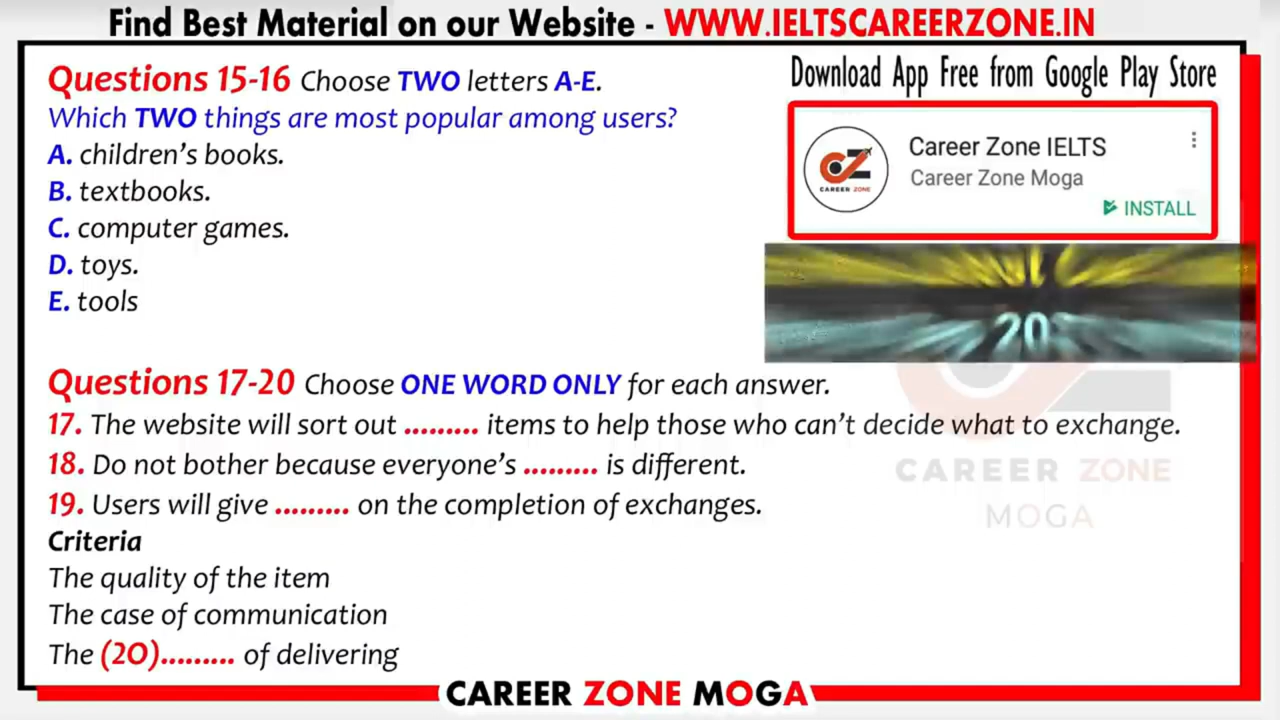 Find Best Material on our Website - WWW.IELTSCAREERZONE.IN
Questions 15-16 Choose TWO letters A-E.
Which TWO things are most popular among users?
A. children's books.
B. textbooks.
C. computer games.
D. toys.
E. tools
Download App Free from Google Play Store
Career Zone IELTS
Career Zone Moga
INSTALL
CAREER ZONE
Questions 17-20 Choose ONE WORD ONLY for each answer.
17. The website will sort out ......... items to help those who can't decide what to exchange.
18. Do not bother because everyone's ......... is different.
19. Users will give ......... on the completion of exchanges.
Criteria
The quality of the item
The case of communication
The (20)......... of delivering
CAREER ZONE
MOGA
CAREER ZONE MOGA